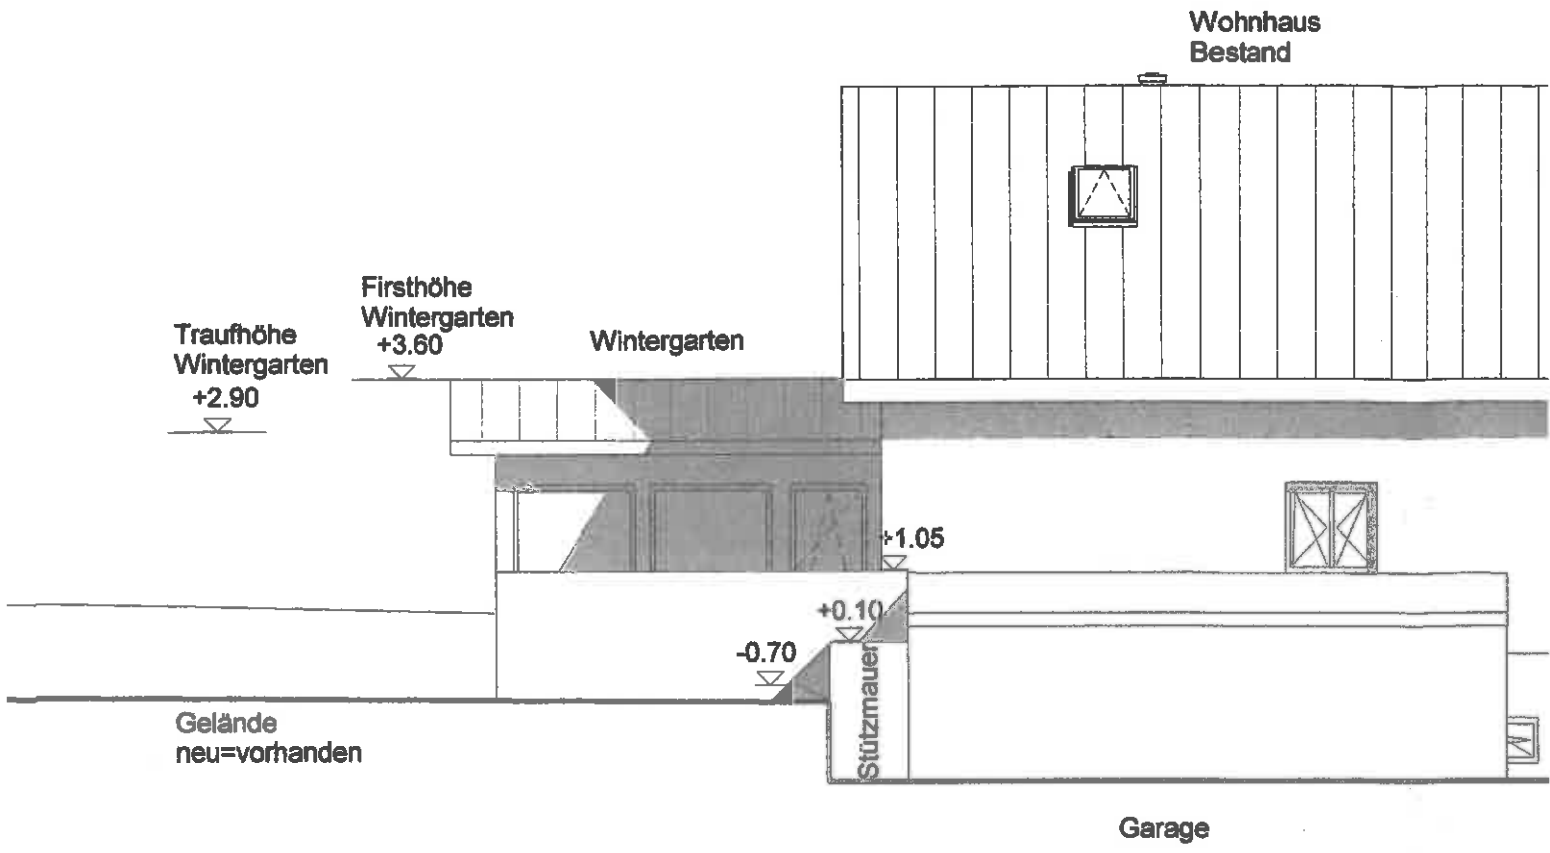 Wohnhaus
Bestand
Firsthöhe
Wintergarten
+3.60
Traufhöhe
Wintergarten
+2.90
Wintergarten
+1.05
+0.10
-0.70
Stützmauer
Gelände
neu=vorhanden
Garage